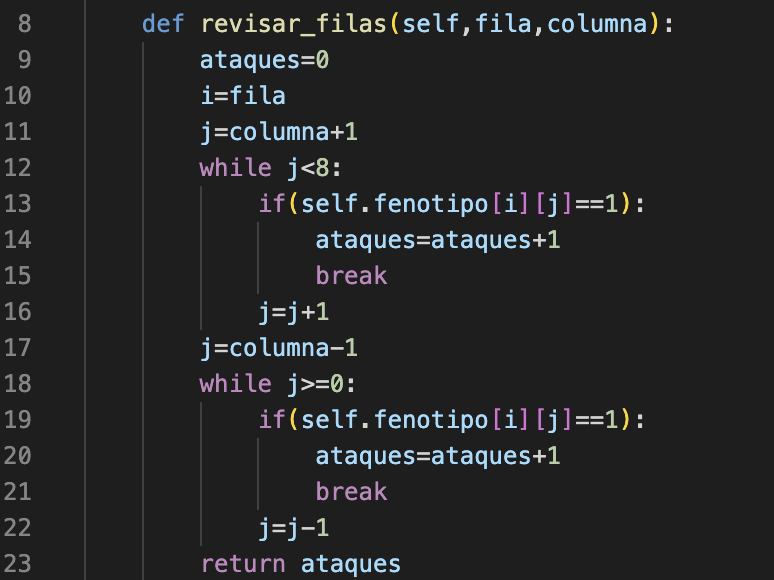 8 def revisar_filas(self,fila,columna):
9 ataques=0
10 i=fila
11 j=columna+1
12 while j<8:
13 if(self.fenotipo[i][j]==1):
14 ataques=ataques+1
15 break
16 j=j+1
17 j=columna-1
18 while j>=0:
19 if(self.fenotipo[i][j]==1):
20 ataques=ataques+1
21 break
22 j=j-1
23 return ataques